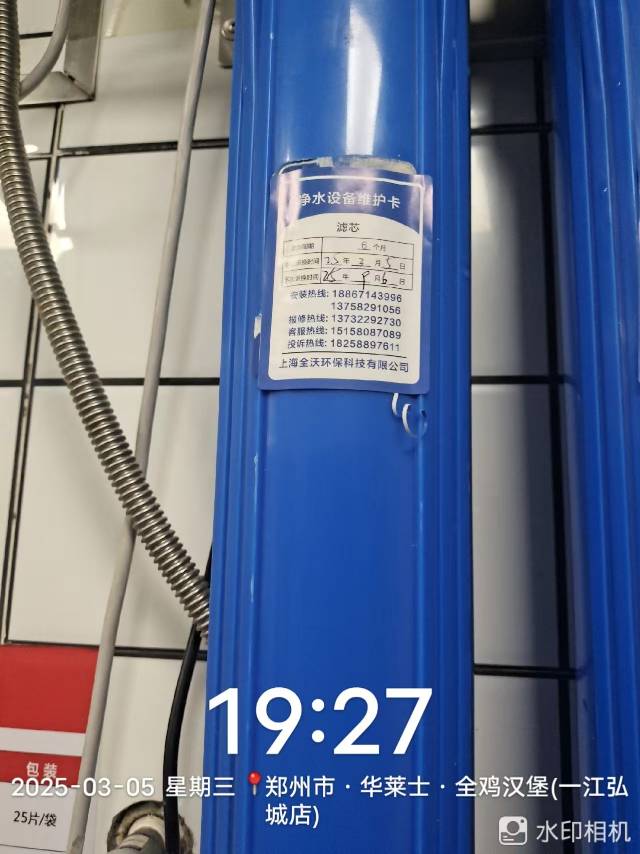 净水设备维护卡
滤芯
6 个月
年 3 月 5 日
25 年 9 月 6 日
安装热线: 18867143996
13758291056
报修热线: 13732292730
客服热线: 15158087089
投诉热线: 18258897611
上海全沃环保科技有限公司
包装
25片/袋
19:27
2025-03-05 星期三 郑州市·华莱士·全鸡汉堡(一江弘
城店)
水印相机